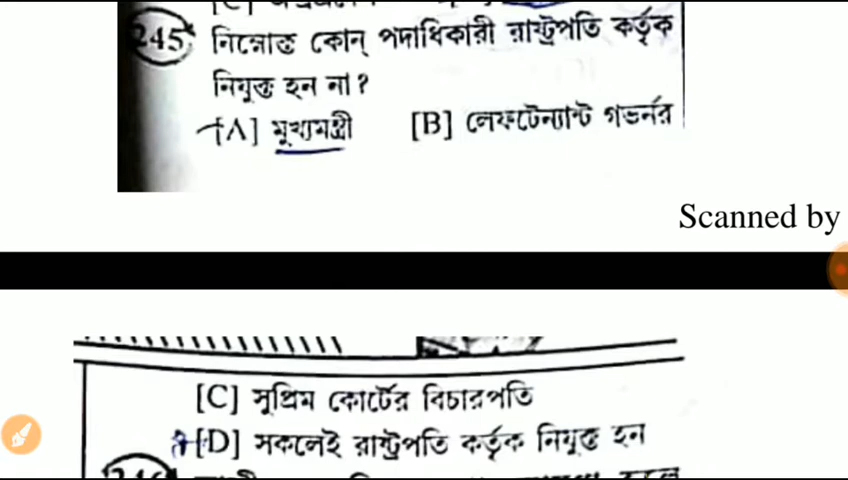 245 নিম্নোক্ত কোন্ পদাধিকারী রাষ্ট্রপতি কর্তৃক
নিযুক্ত হন না?
[A] মুখ্যমন্ত্রী [B] লেফটেন্যান্ট গভর্নর
Scanned by
[C] সুপ্রিম কোর্টের বিচারপতি
[D] সকলেই রাষ্ট্রপতি কর্তৃক নিযুক্ত হন